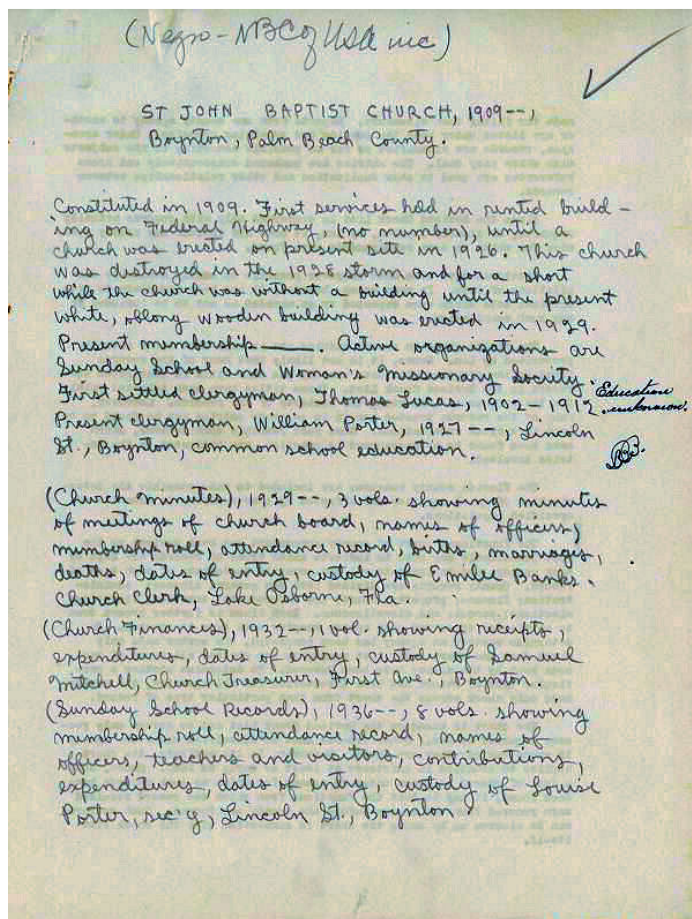 (Negro - NBC of USA inc)
ST JOHN BAPTIST CHURCH, 1909--,
Boynton, Palm Beach County.
Constituted in 1909. First services held in rented build-
ing on Federal Highway, (no number), until a
church was erected on present site in 1926. This church
was destroyed in the 1928 storm and for a short
while the church was without a building until the present
white, oblong wooden building was erected in 1929.
Present membership ____. Active organizations are
Sunday School and Woman's Missionary Society.
First settled clergyman, Thomas Lucas, 1902-1912. Education unknown.
Present clergyman, William Porter, 1927--, Lincoln
St., Boynton, common school education.
(Church Minutes), 1929--, 3 vols. showing minutes
of meetings of church board, names of officers,
membership roll, attendance record, births, marriages,
deaths, dates of entry, custody of Emilee Banks.
Church Clerk, Lake Osborne, Fla.
(Church Finances), 1932--, 1 vol. showing receipts,
expenditures, dates of entry, custody of Samuel
Mitchell, Church Treasurer, First Ave., Boynton.
(Sunday School Records), 1936--, 8 vols. showing
membership roll, attendance record, names of
officers, teachers and visitors, contributions,
expenditures, dates of entry, custody of Louise
Porter, sec'y, Lincoln St., Boynton.